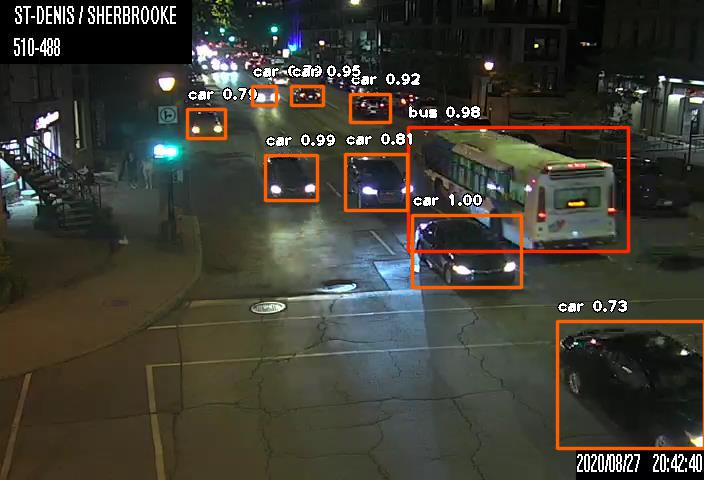 ST-DENIS / SHERBROOKE
510-488
car 0.95
car 0.92
car 0.79
bus 0.98
car 0.99
car 0.81
car 1.00
car 0.73
2020/08/27 20:42:40